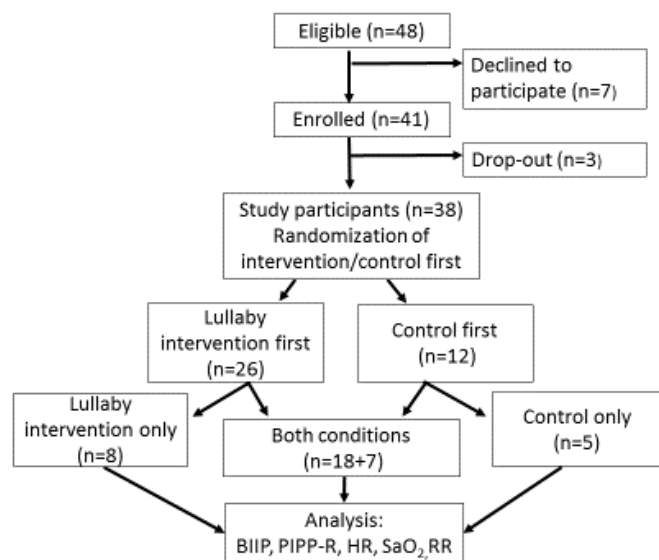 Eligible (n=48)
Declined to
participate (n=7)
Enrolled (n=41)
Drop-out (n=3)
Study participants (n=38)
Randomization of
intervention/control first
Lullaby
intervention first
(n=26)
Control first
(n=12)
Lullaby
intervention only
(n=8)
Both conditions
(n=18+7)
Control only
(n=5)
Analysis:
BIIP, PIPP-R, HR, SaO₂,RR